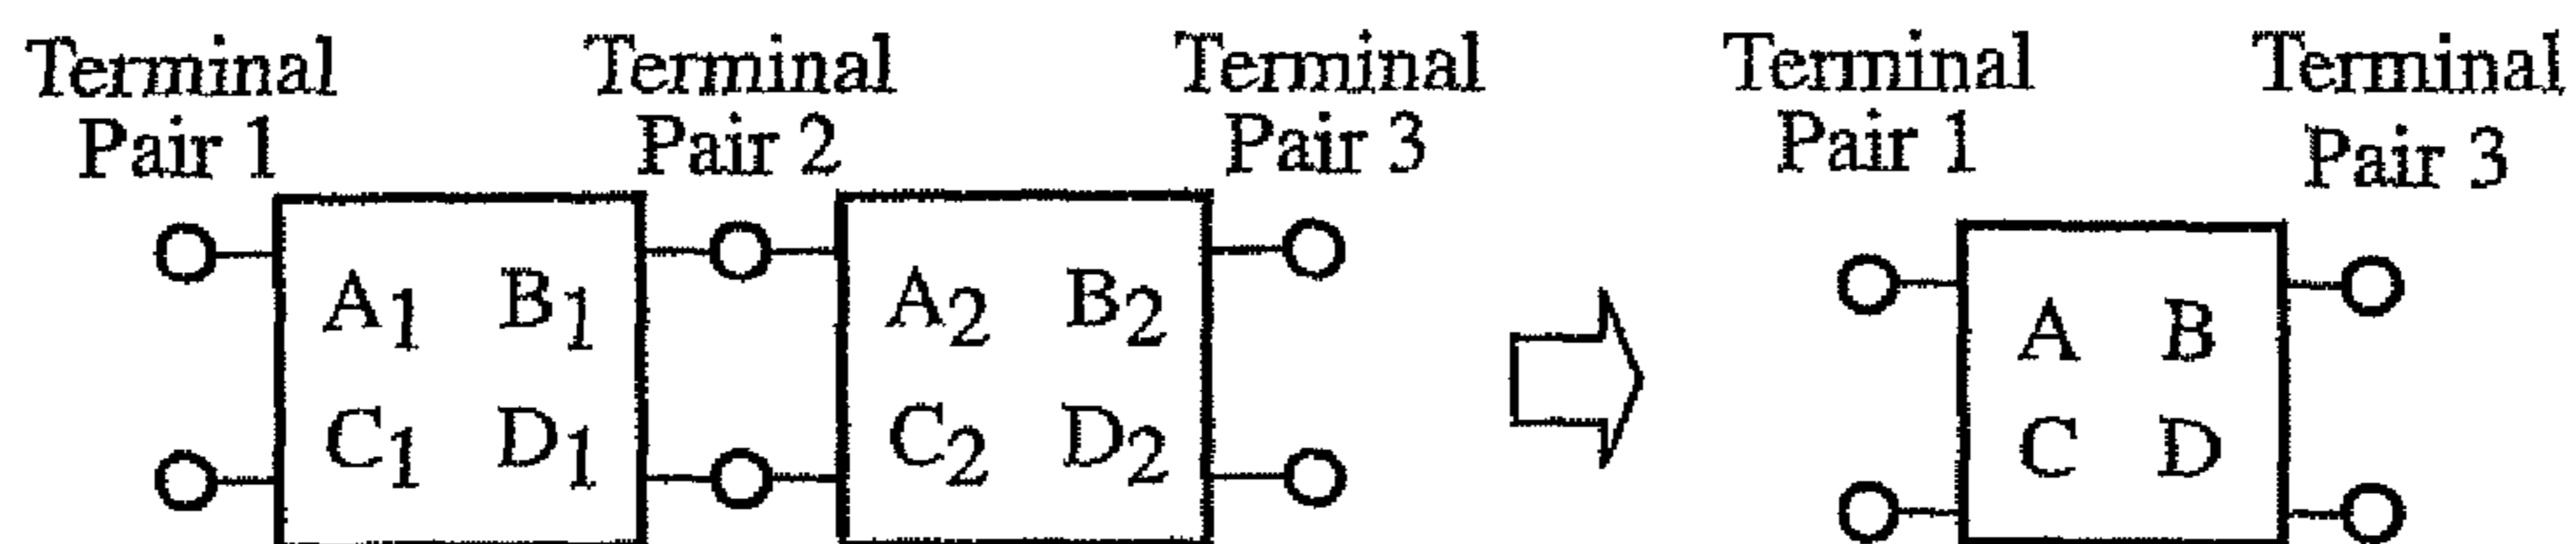 Terminal Pair 1
Terminal Pair 2
Terminal Pair 3
Terminal Pair 1
Terminal Pair 3
A1 B1
C1 D1
A2 B2
C2 D2
A B
C D